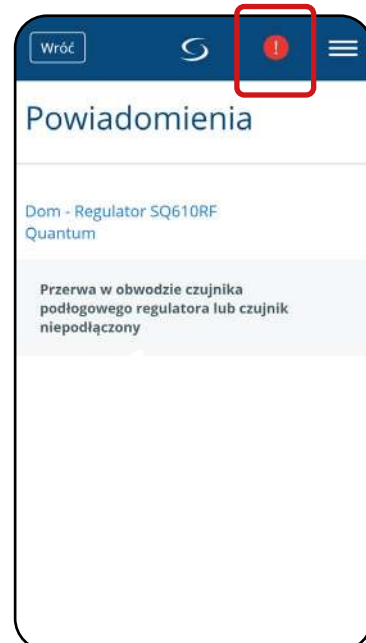 Wróć
!
Powiadomienia
Dom - Regulator SQ610RF
Quantum
Przerwa w obwodzie czujnika
podłogowego regulatora lub czujnik
niepodłączony